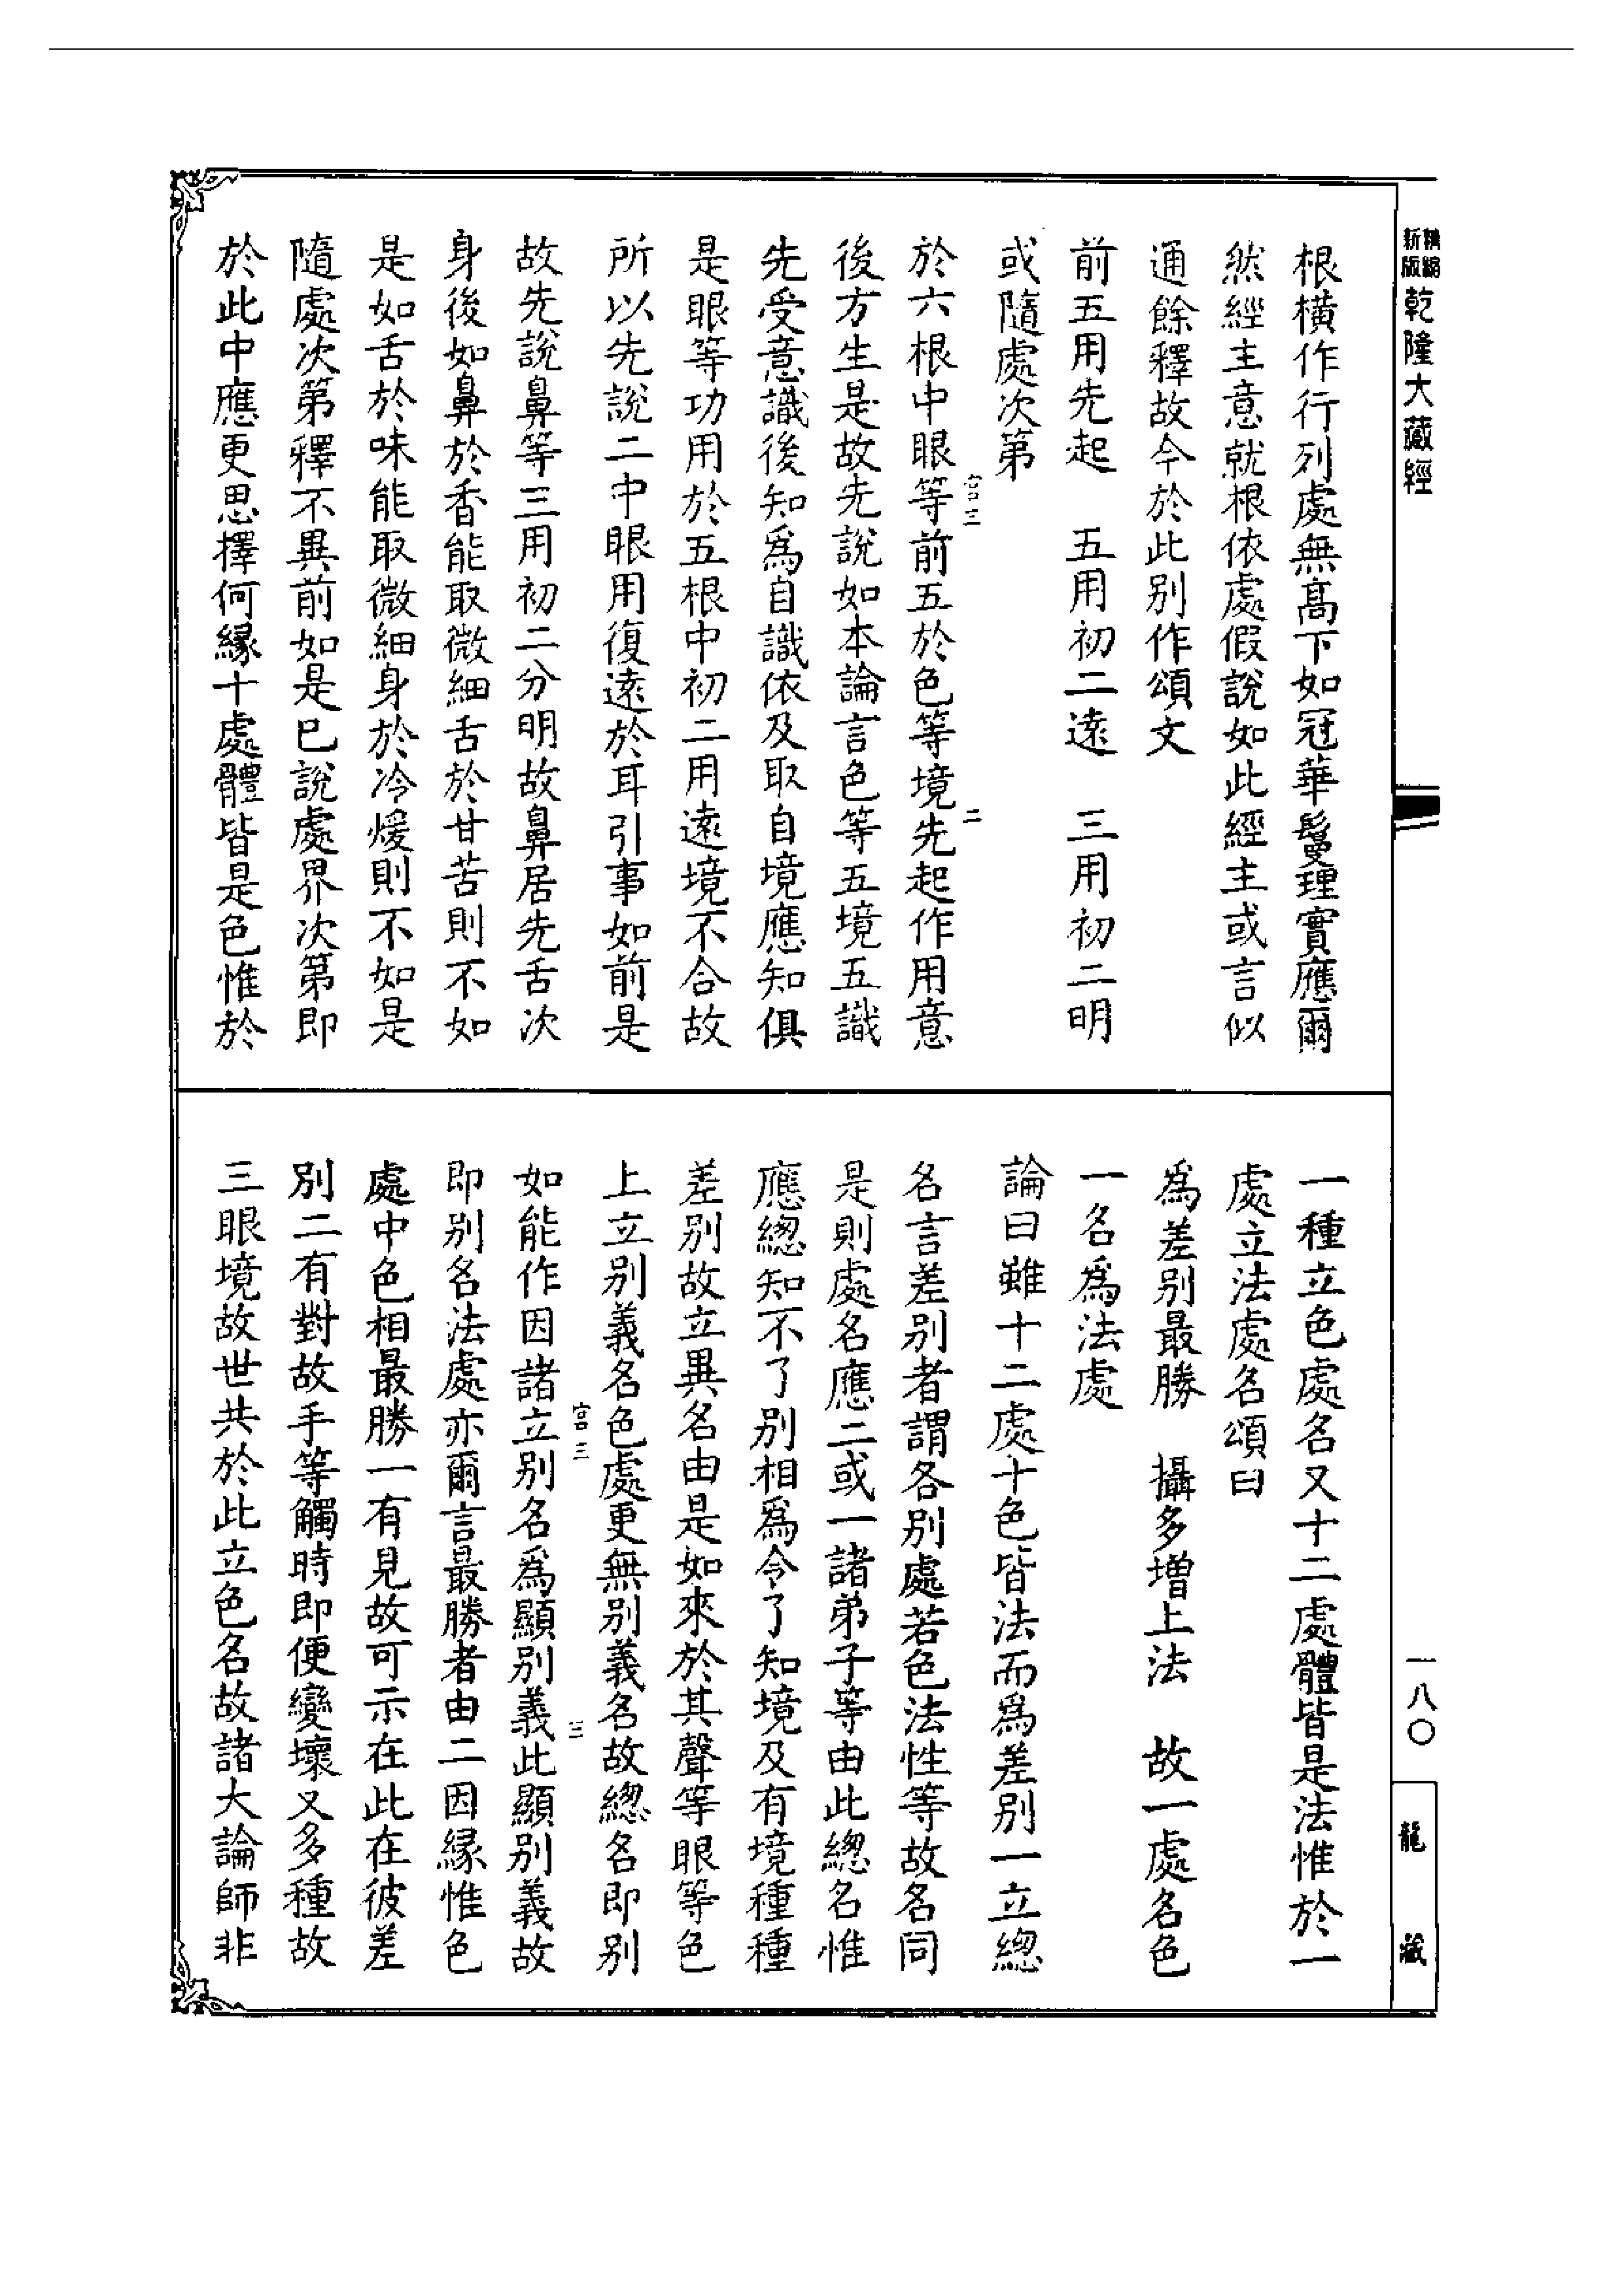 精縮
新版
乾隆大藏經
一八〇
龍藏
根橫作行列處無高下如冠華鬘理實應爾
然經主意就根依處假說如此經主或言似
通餘釋故今於此別作頌文
前五用先起　五用初二遠　三用初二明
或隨處次第
宮三　二
於六根中眼等前五於色等境先起作用意
後方生是故先說如本論言色等五境五識
先受意識後知為自識依及取自境應知俱
是眼等功用於五根中初二用遠境不合故
所以先說二中眼用復遠於耳引事如前是
故先說鼻等三用初二分明故鼻居先舌次
身後如鼻於香能取微細舌於甘苦則不如
是如舌於味能取微細身於冷煖則不如是
隨處次第釋不異前如是已說處界次第即
於此中應更思擇何緣十處體皆是色惟於
一種立色處名又十二處體皆是法惟於一
處立法處名頌曰
為差別最勝　攝多增上法　故一處名色
一名為法處
論曰雖十二處十色皆法而為差別一立總
名言差別者謂各別處若色法性等故名同
是則處名應二或一諸弟子等由此總名惟
應總知不了別相為令了知境及有境種種
差別故立異名由是如來於其聲等眼等色
上立別義名色處更無別義名故總名即別
宮三　三
如能作因諸立別名為顯別義此顯別義故
即別名法處亦爾言最勝者由二因緣惟色
處中色相最勝一有見故可示在此在彼差
別二有對故手等觸時即便變壞又多種故
三眼境故世共於此立色名故諸大論師非